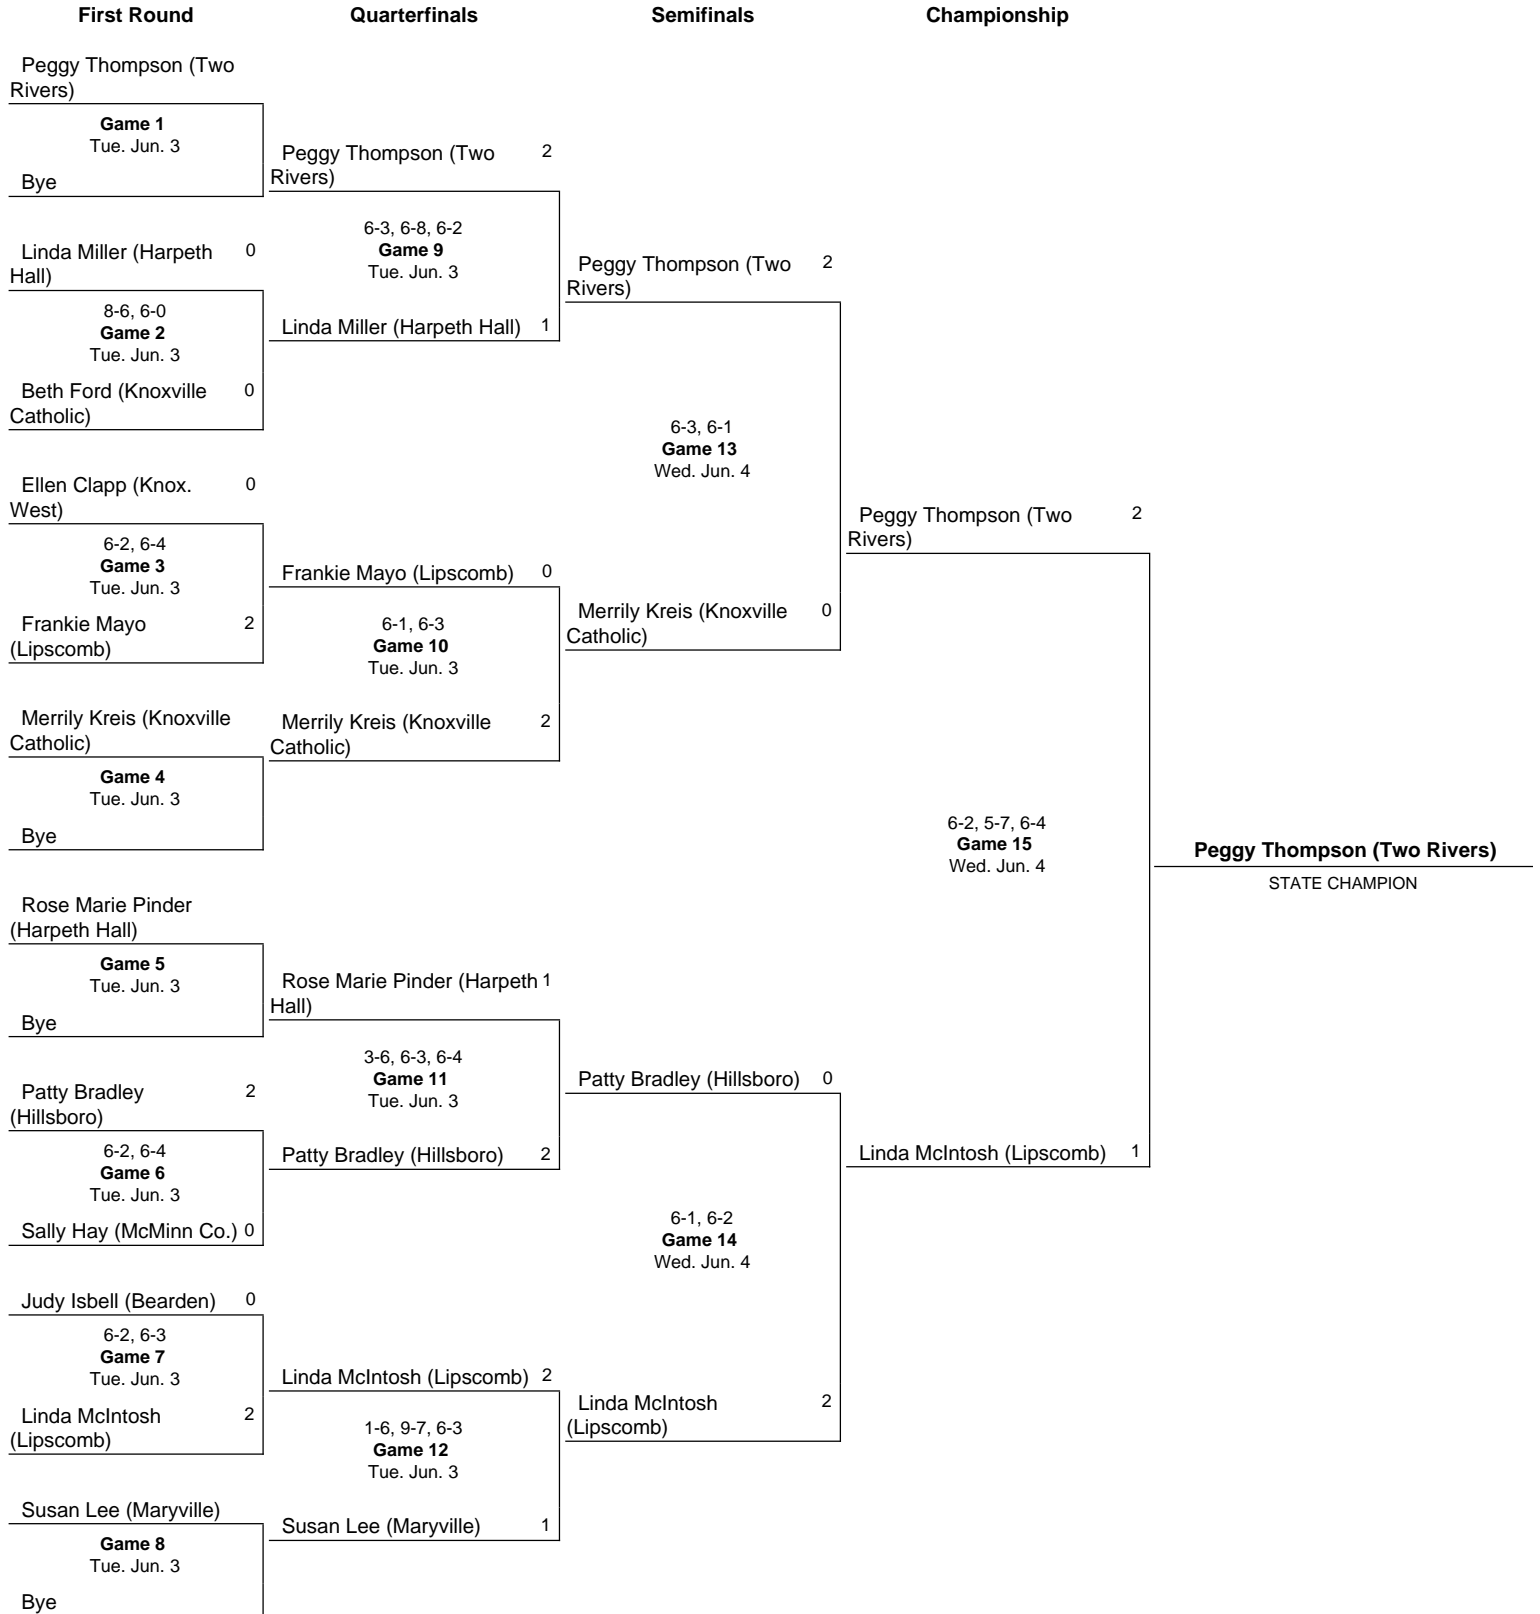 First Round Quarterfinals Semifinals Championship
Peggy Thompson (Two
Rivers)
Game 1
Tue. Jun. 3
Bye
Linda Miller (Harpeth 0
Hall)
8-6, 6-0
Game 2
Tue. Jun. 3
Beth Ford (Knoxville 0
Catholic)
Ellen Clapp (Knox. 0
West)
6-2, 6-4
Game 3
Tue. Jun. 3
Frankie Mayo 2
(Lipscomb)
Merrily Kreis (Knoxville
Catholic)
Game 4
Tue. Jun. 3
Bye
Rose Marie Pinder
(Harpeth Hall)
Game 5
Tue. Jun. 3
Bye
Patty Bradley 2
(Hillsboro)
6-2, 6-4
Game 6
Tue. Jun. 3
Sally Hay (McMinn Co.) 0
Judy Isbell (Bearden) 0
6-2, 6-3
Game 7
Tue. Jun. 3
Linda McIntosh 2
(Lipscomb)
Susan Lee (Maryville)
Game 8
Tue. Jun. 3
Bye
Peggy Thompson (Two 2
Rivers)
6-3, 6-8, 6-2
Game 9
Tue. Jun. 3
Linda Miller (Harpeth Hall) 1
Frankie Mayo (Lipscomb) 0
6-1, 6-3
Game 10
Tue. Jun. 3
Merrily Kreis (Knoxville 2
Catholic)
Rose Marie Pinder (Harpeth 1
Hall)
3-6, 6-3, 6-4
Game 11
Tue. Jun. 3
Patty Bradley (Hillsboro) 2
Linda McIntosh (Lipscomb) 2
1-6, 9-7, 6-3
Game 12
Tue. Jun. 3
Susan Lee (Maryville) 1
Peggy Thompson (Two 2
Rivers)
6-3, 6-1
Game 13
Wed. Jun. 4
Merrily Kreis (Knoxville 0
Catholic)
Patty Bradley (Hillsboro) 0
6-1, 6-2
Game 14
Wed. Jun. 4
Linda McIntosh 2
(Lipscomb)
Peggy Thompson (Two 2
Rivers)
6-2, 5-7, 6-4
Game 15
Wed. Jun. 4
Linda McIntosh (Lipscomb) 1
Peggy Thompson (Two Rivers)
STATE CHAMPION